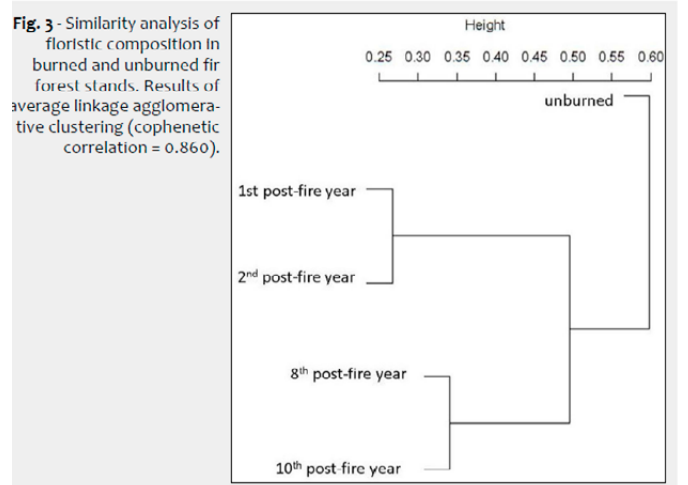 Fig. 3 - Similarity analysis of
floristic composition in
burned and unburned fir
forest stands. Results of
average linkage agglomera-
tive clustering (cophenetic
correlation = 0.860).
Height
0.25 0.30 0.35 0.40 0.45 0.50 0.55 0.60
unburned
1st post-fire year
2nd post-fire year
8th post-fire year
10th post-fire year